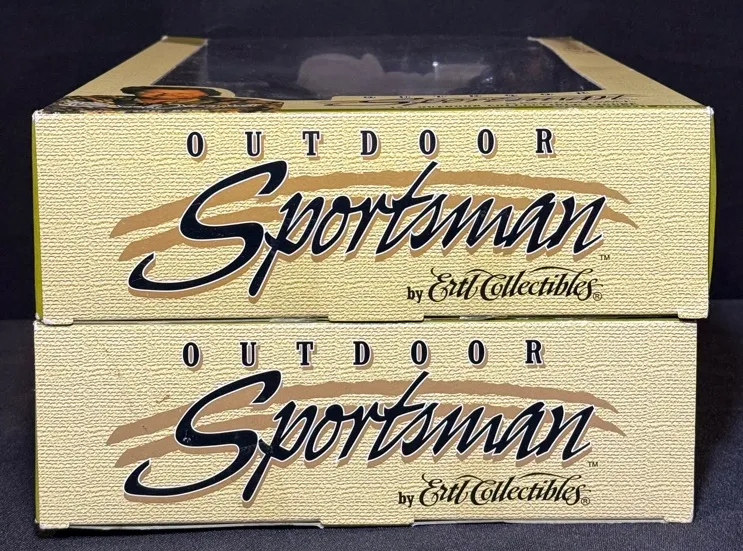 OUTDOOR
Sportsman™
by Ertl Collectibles®
OUTDOOR
Sportsman™
by Ertl Collectibles®